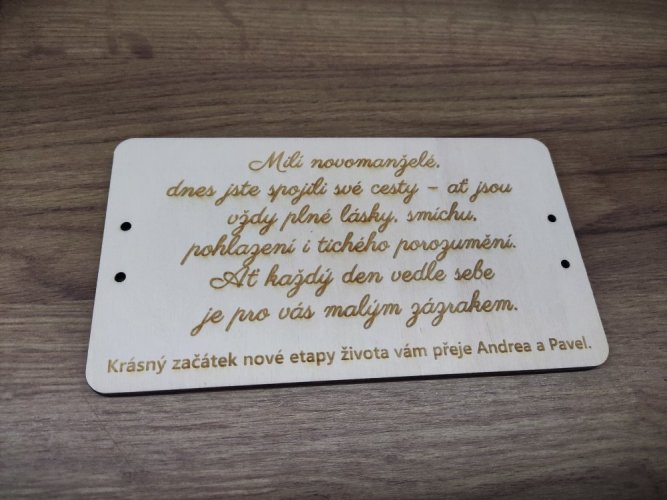 Milí novomanželé,
dnes jste spojili své cesty – ať jsou
vždy plné lásky, smíchu,
pohlazení i tichého porozumění.
Ať každý den vedle sebe
je pro vás malým zázrakem.
Krásný začátek nové etapy života vám přeje Andrea a Pavel.